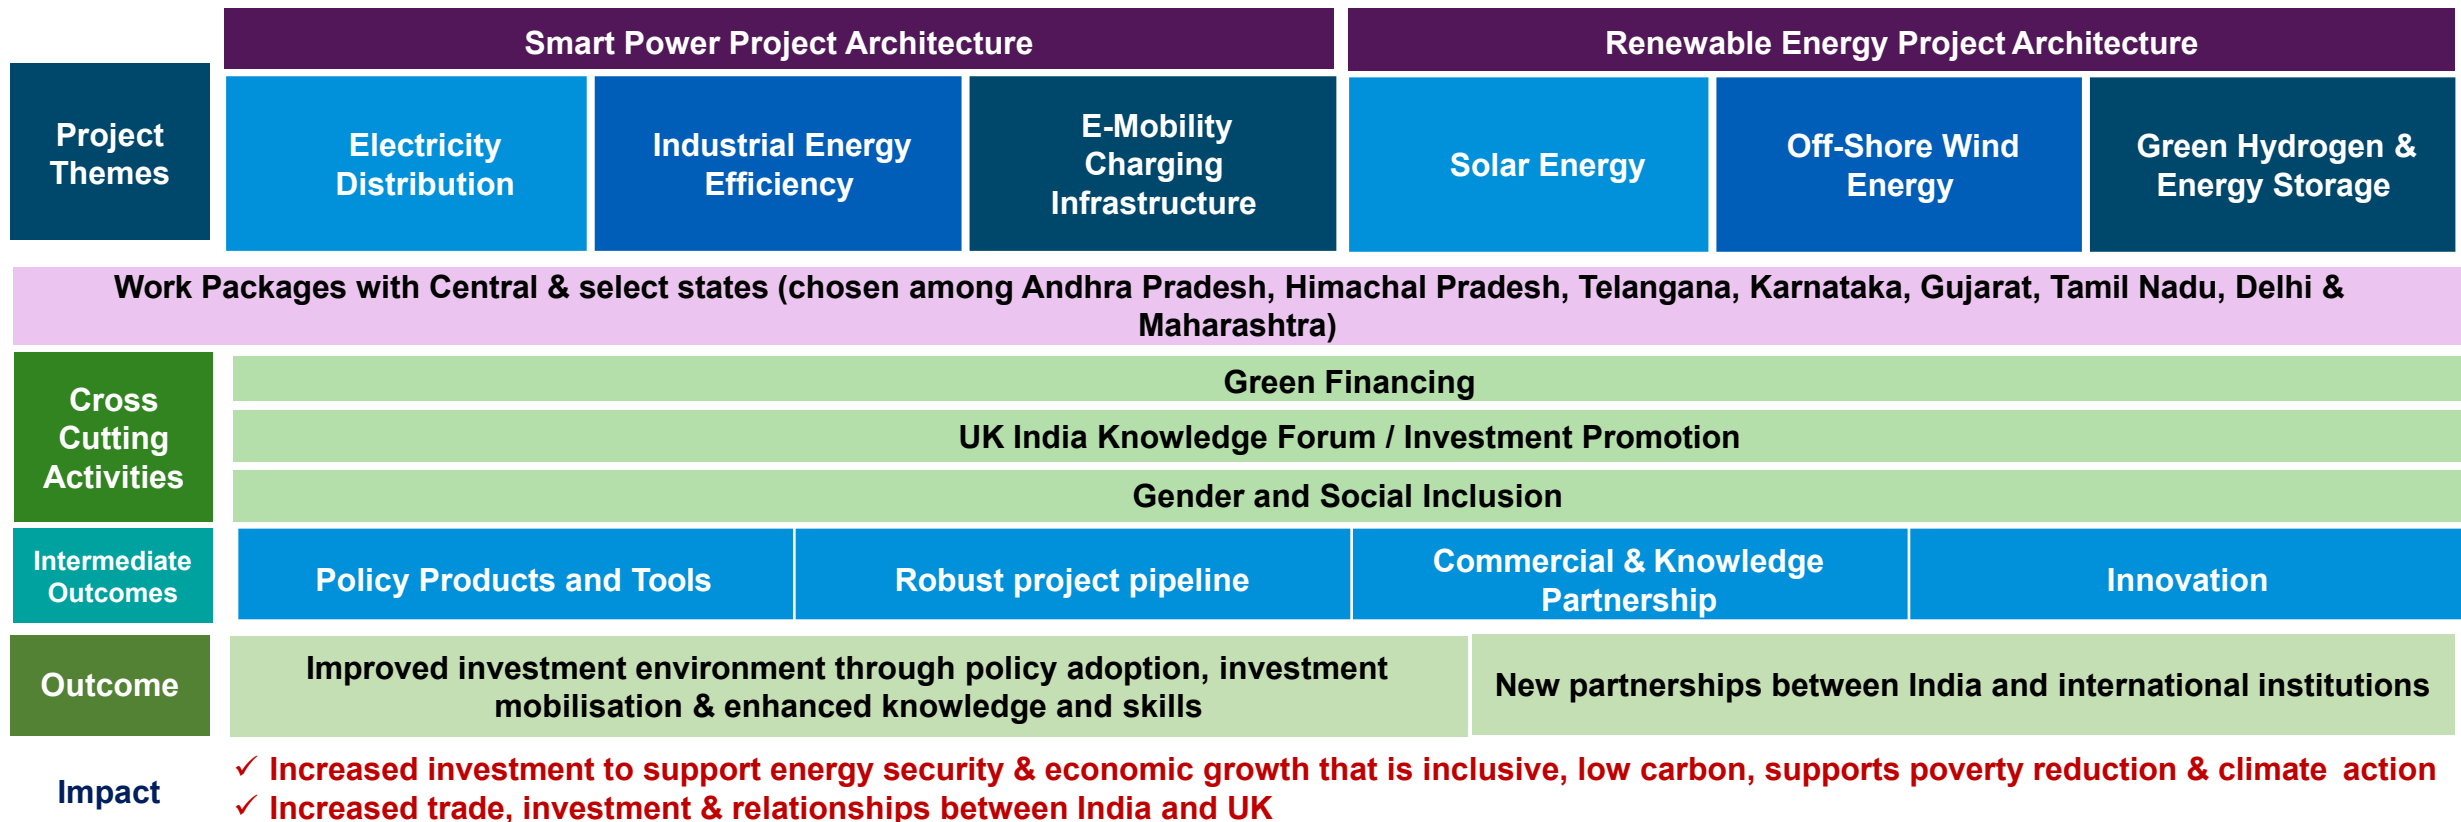 Smart Power Project Architecture
Renewable Energy Project Architecture
Project
Themes
Electricity
Distribution
Industrial Energy
Efficiency
E-Mobility
Charging
Infrastructure
Solar Energy
Off-Shore Wind
Energy
Green Hydrogen &
Energy Storage
Work Packages with Central & select states (chosen among Andhra Pradesh, Himachal Pradesh, Telangana, Karnataka, Gujarat, Tamil Nadu, Delhi &
Maharashtra)
Cross
Cutting
Activities
Green Financing
UK India Knowledge Forum / Investment Promotion
Gender and Social Inclusion
Intermediate
Outcomes
Policy Products and Tools
Robust project pipeline
Commercial & Knowledge
Partnership
Innovation
Outcome
Improved investment environment through policy adoption, investment
mobilisation & enhanced knowledge and skills
New partnerships between India and international institutions
Impact
✓ Increased investment to support energy security & economic growth that is inclusive, low carbon, supports poverty reduction & climate action
✓ Increased trade, investment & relationships between India and UK